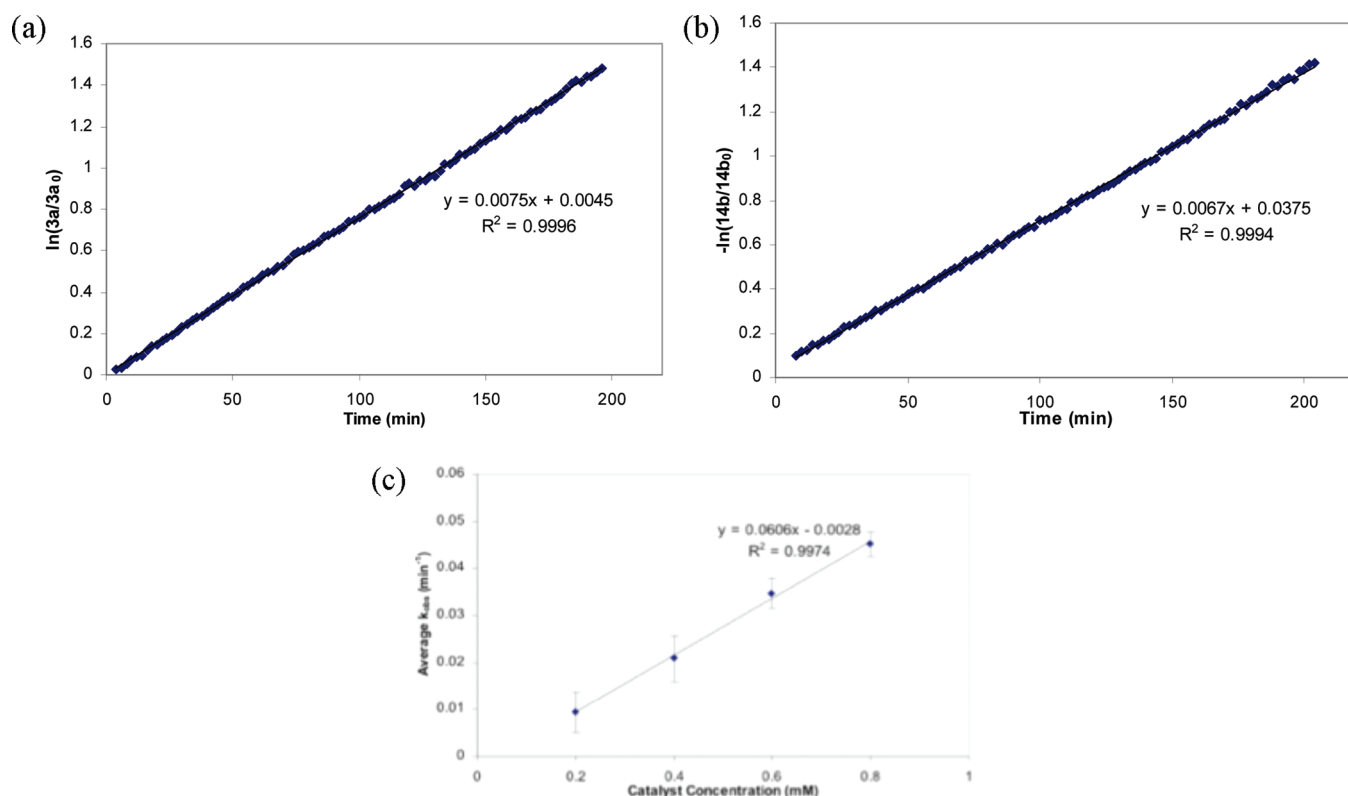 (a)
1.6
1.4
1.2
1
0.8
0.6
0.4
0.2
0
ln(3a/3a₀)
y = 0.0075x + 0.0045
R² = 0.9996
0 50 100 150 200
Time (min)
(b)
1.6
1.4
1.2
1
0.8
0.6
0.4
0.2
0
-ln(14b/14b₀)
y = 0.0067x + 0.0375
R² = 0.9994
0 50 100 150 200
Time (min)
(c)
0.06
0.05
0.04
0.03
0.02
0.01
0
Average k_obs (min⁻¹)
y = 0.0606x - 0.0028
R² = 0.9974
0 0.2 0.4 0.6 0.8 1
Catalyst Concentration (mM)